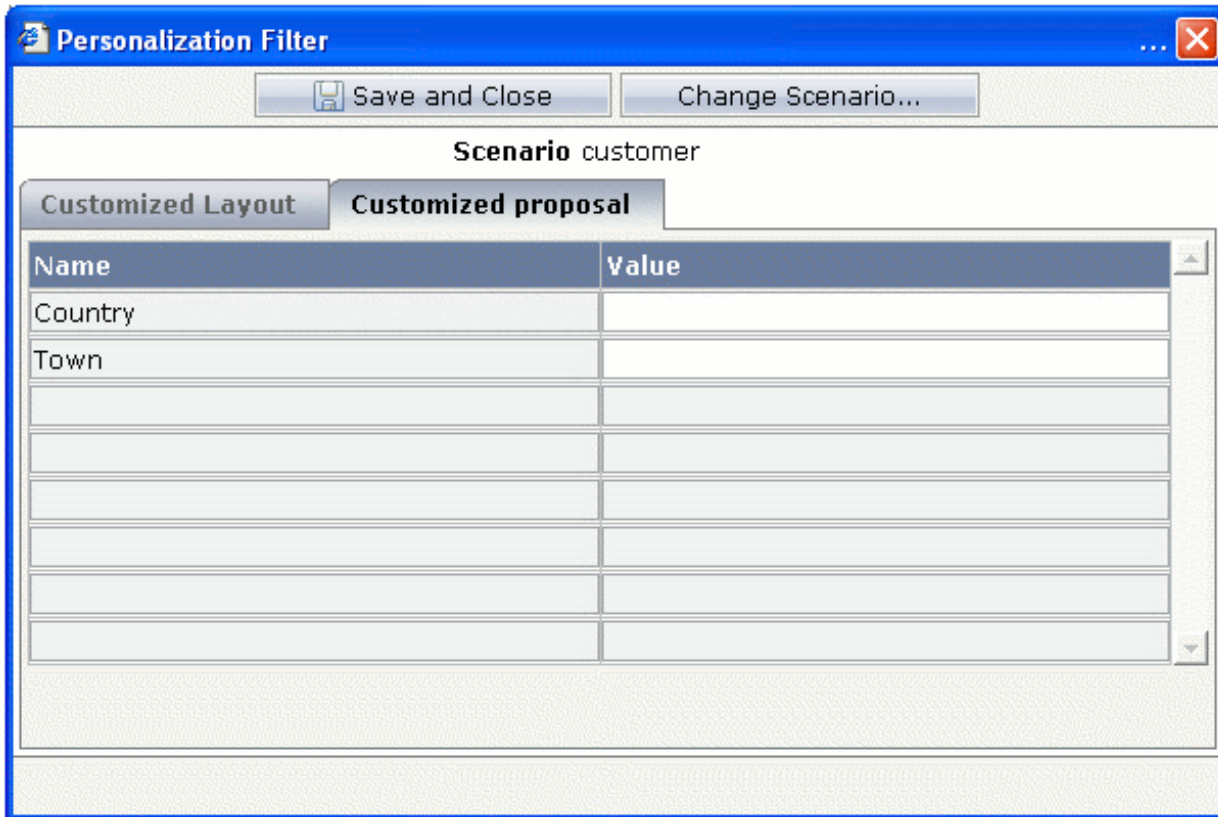 Personalization Filter ...
Save and Close Change Scenario...
Scenario customer
Customized Layout Customized proposal
Name Value
Country
Town